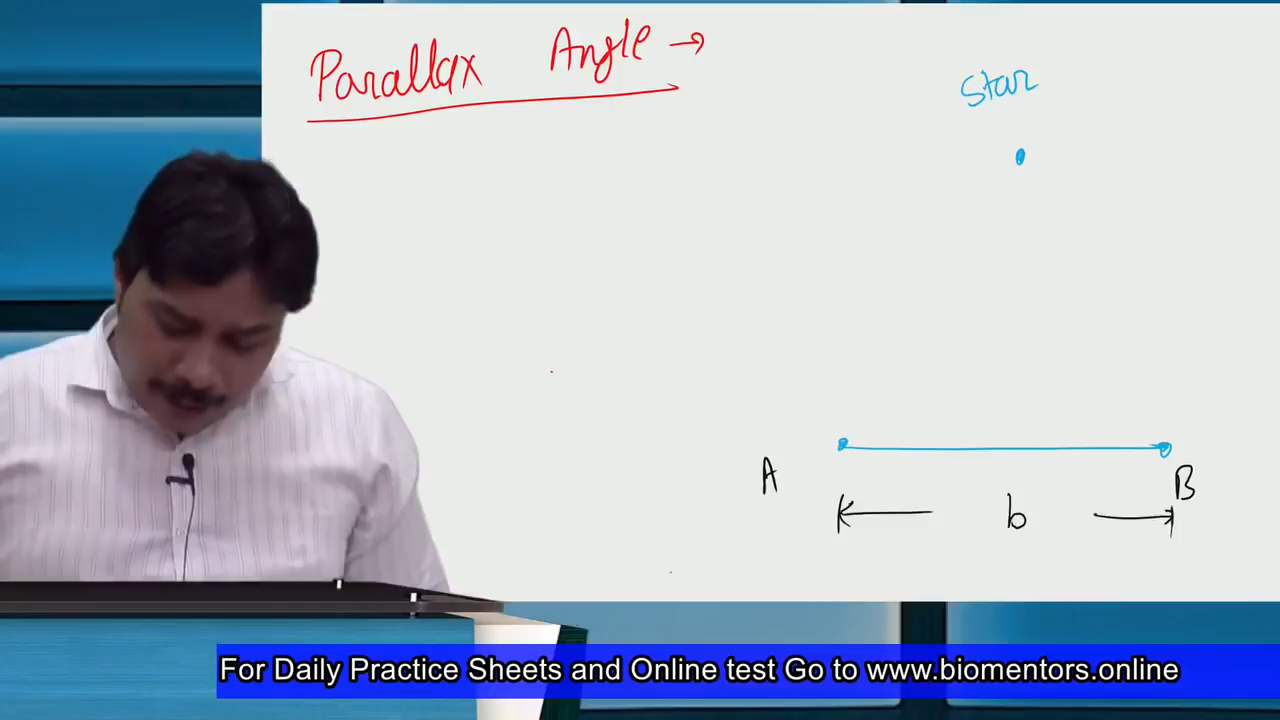 Parallax Angle →
Star
A
B
b
For Daily Practice Sheets and Online test Go to www.biomentors.online